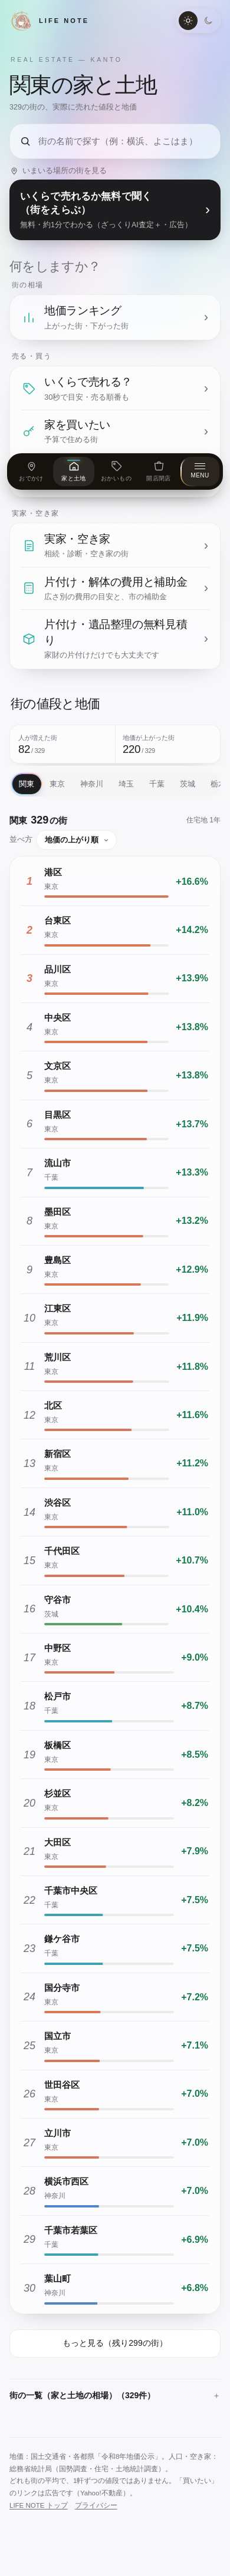 LIFE NOTE
REAL ESTATE — KANTO
関東の家と土地
329の街の、実際に売れた値段と地価
街の名前で探す（例：横浜、よこはま）
いまいる場所の街を見る
いくらで売れるか無料で聞く
（街をえらぶ）
無料・約1分でわかる（ざっくりAI査定＋・広告）
何をしますか？
街の相場
地価ランキング
上がった街・下がった街
売る・買う
いくらで売れる？
30秒で目安・売る順番も
家を買いたい
予算で住める街
おでかけ
家と土地
おかいもの
開店閉店
MENU
実家・空き家
実家・空き家
相続・診断・空き家の街
片付け・解体の費用と補助金
広さ別の費用の目安と、市の補助金
片付け・遺品整理の無料見積
り
家財の片付けだけでも大丈夫です
街の値段と地価
人が増えた街
82 / 329
地価が上がった街
220 / 329
関東
東京
神奈川
埼玉
千葉
茨城
関東 329の街
住宅地 1年
並べ方
地価の上がり順
1
港区
東京
+16.6%
2
台東区
東京
+14.2%
3
品川区
東京
+13.9%
4
中央区
東京
+13.8%
5
文京区
東京
+13.8%
6
目黒区
東京
+13.7%
7
流山市
千葉
+13.3%
8
墨田区
東京
+13.2%
9
豊島区
東京
+12.9%
10
江東区
東京
+11.9%
11
荒川区
東京
+11.8%
12
北区
東京
+11.6%
13
新宿区
東京
+11.2%
14
渋谷区
東京
+11.0%
15
千代田区
東京
+10.7%
16
守谷市
茨城
+10.4%
17
中野区
東京
+9.0%
18
松戸市
千葉
+8.7%
19
板橋区
東京
+8.5%
20
杉並区
東京
+8.2%
21
大田区
東京
+7.9%
22
千葉市中央区
千葉
+7.5%
23
鎌ケ谷市
千葉
+7.5%
24
国分寺市
東京
+7.2%
25
国立市
東京
+7.1%
26
世田谷区
東京
+7.0%
27
立川市
東京
+7.0%
28
横浜市西区
神奈川
+7.0%
29
千葉市若葉区
千葉
+6.9%
30
葉山町
神奈川
+6.8%
もっと見る（残り299の街）
街の一覧（家と土地の相場）（329件）
+
地価：国土交通省・各都県「令和8年地価公示」。人口・空き家：
総務省統計局（国勢調査・住宅・土地統計調査）。
どれも街の平均で、1軒ずつの値段ではありません。「買いたい」
のリンクは広告です（Yahoo!不動産）。
LIFE NOTE トップ プライバシー